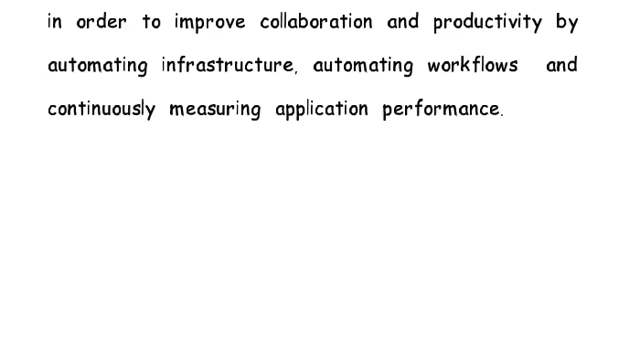 in order to improve collaboration and productivity by
automating infrastructure, automating workflows and
continuously measuring application performance.